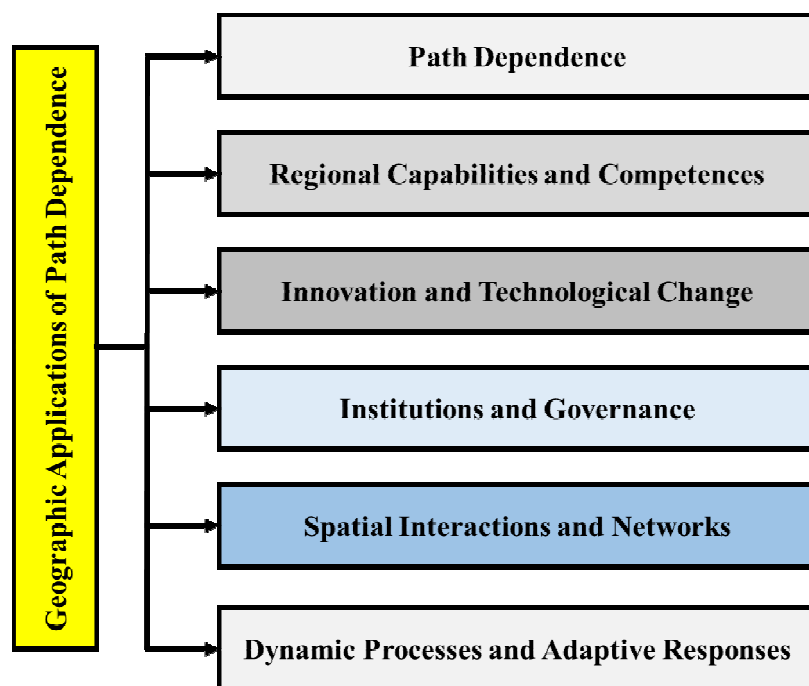 Geographic Applications of Path Dependence
Path Dependence
Regional Capabilities and Competences
Innovation and Technological Change
Institutions and Governance
Spatial Interactions and Networks
Dynamic Processes and Adaptive Responses